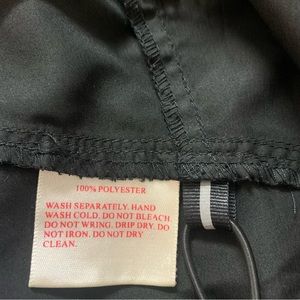 100% POLYESTER
WASH SEPARATELY. HAND
WASH COLD. DO NOT BLEACH.
DO NOT WRING. DRIP DRY. DO
NOT IRON. DO NOT DRY
CLEAN.